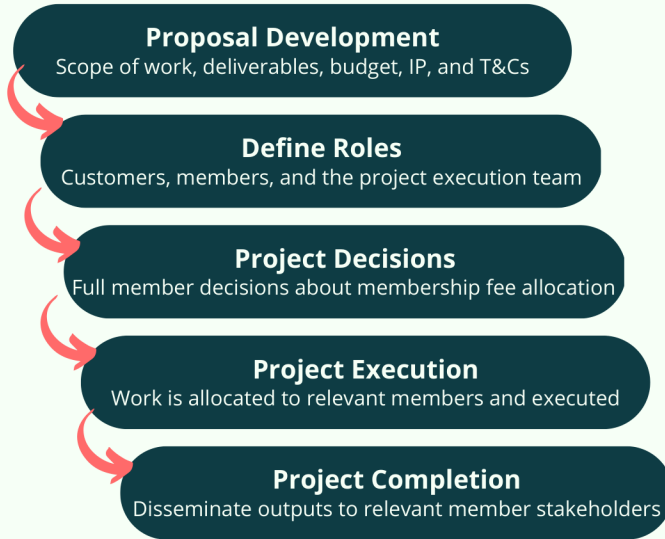 Proposal Development
Scope of work, deliverables, budget, IP, and T&Cs
Define Roles
Customers, members, and the project execution team
Project Decisions
Full member decisions about membership fee allocation
Project Execution
Work is allocated to relevant members and executed
Project Completion
Disseminate outputs to relevant member stakeholders